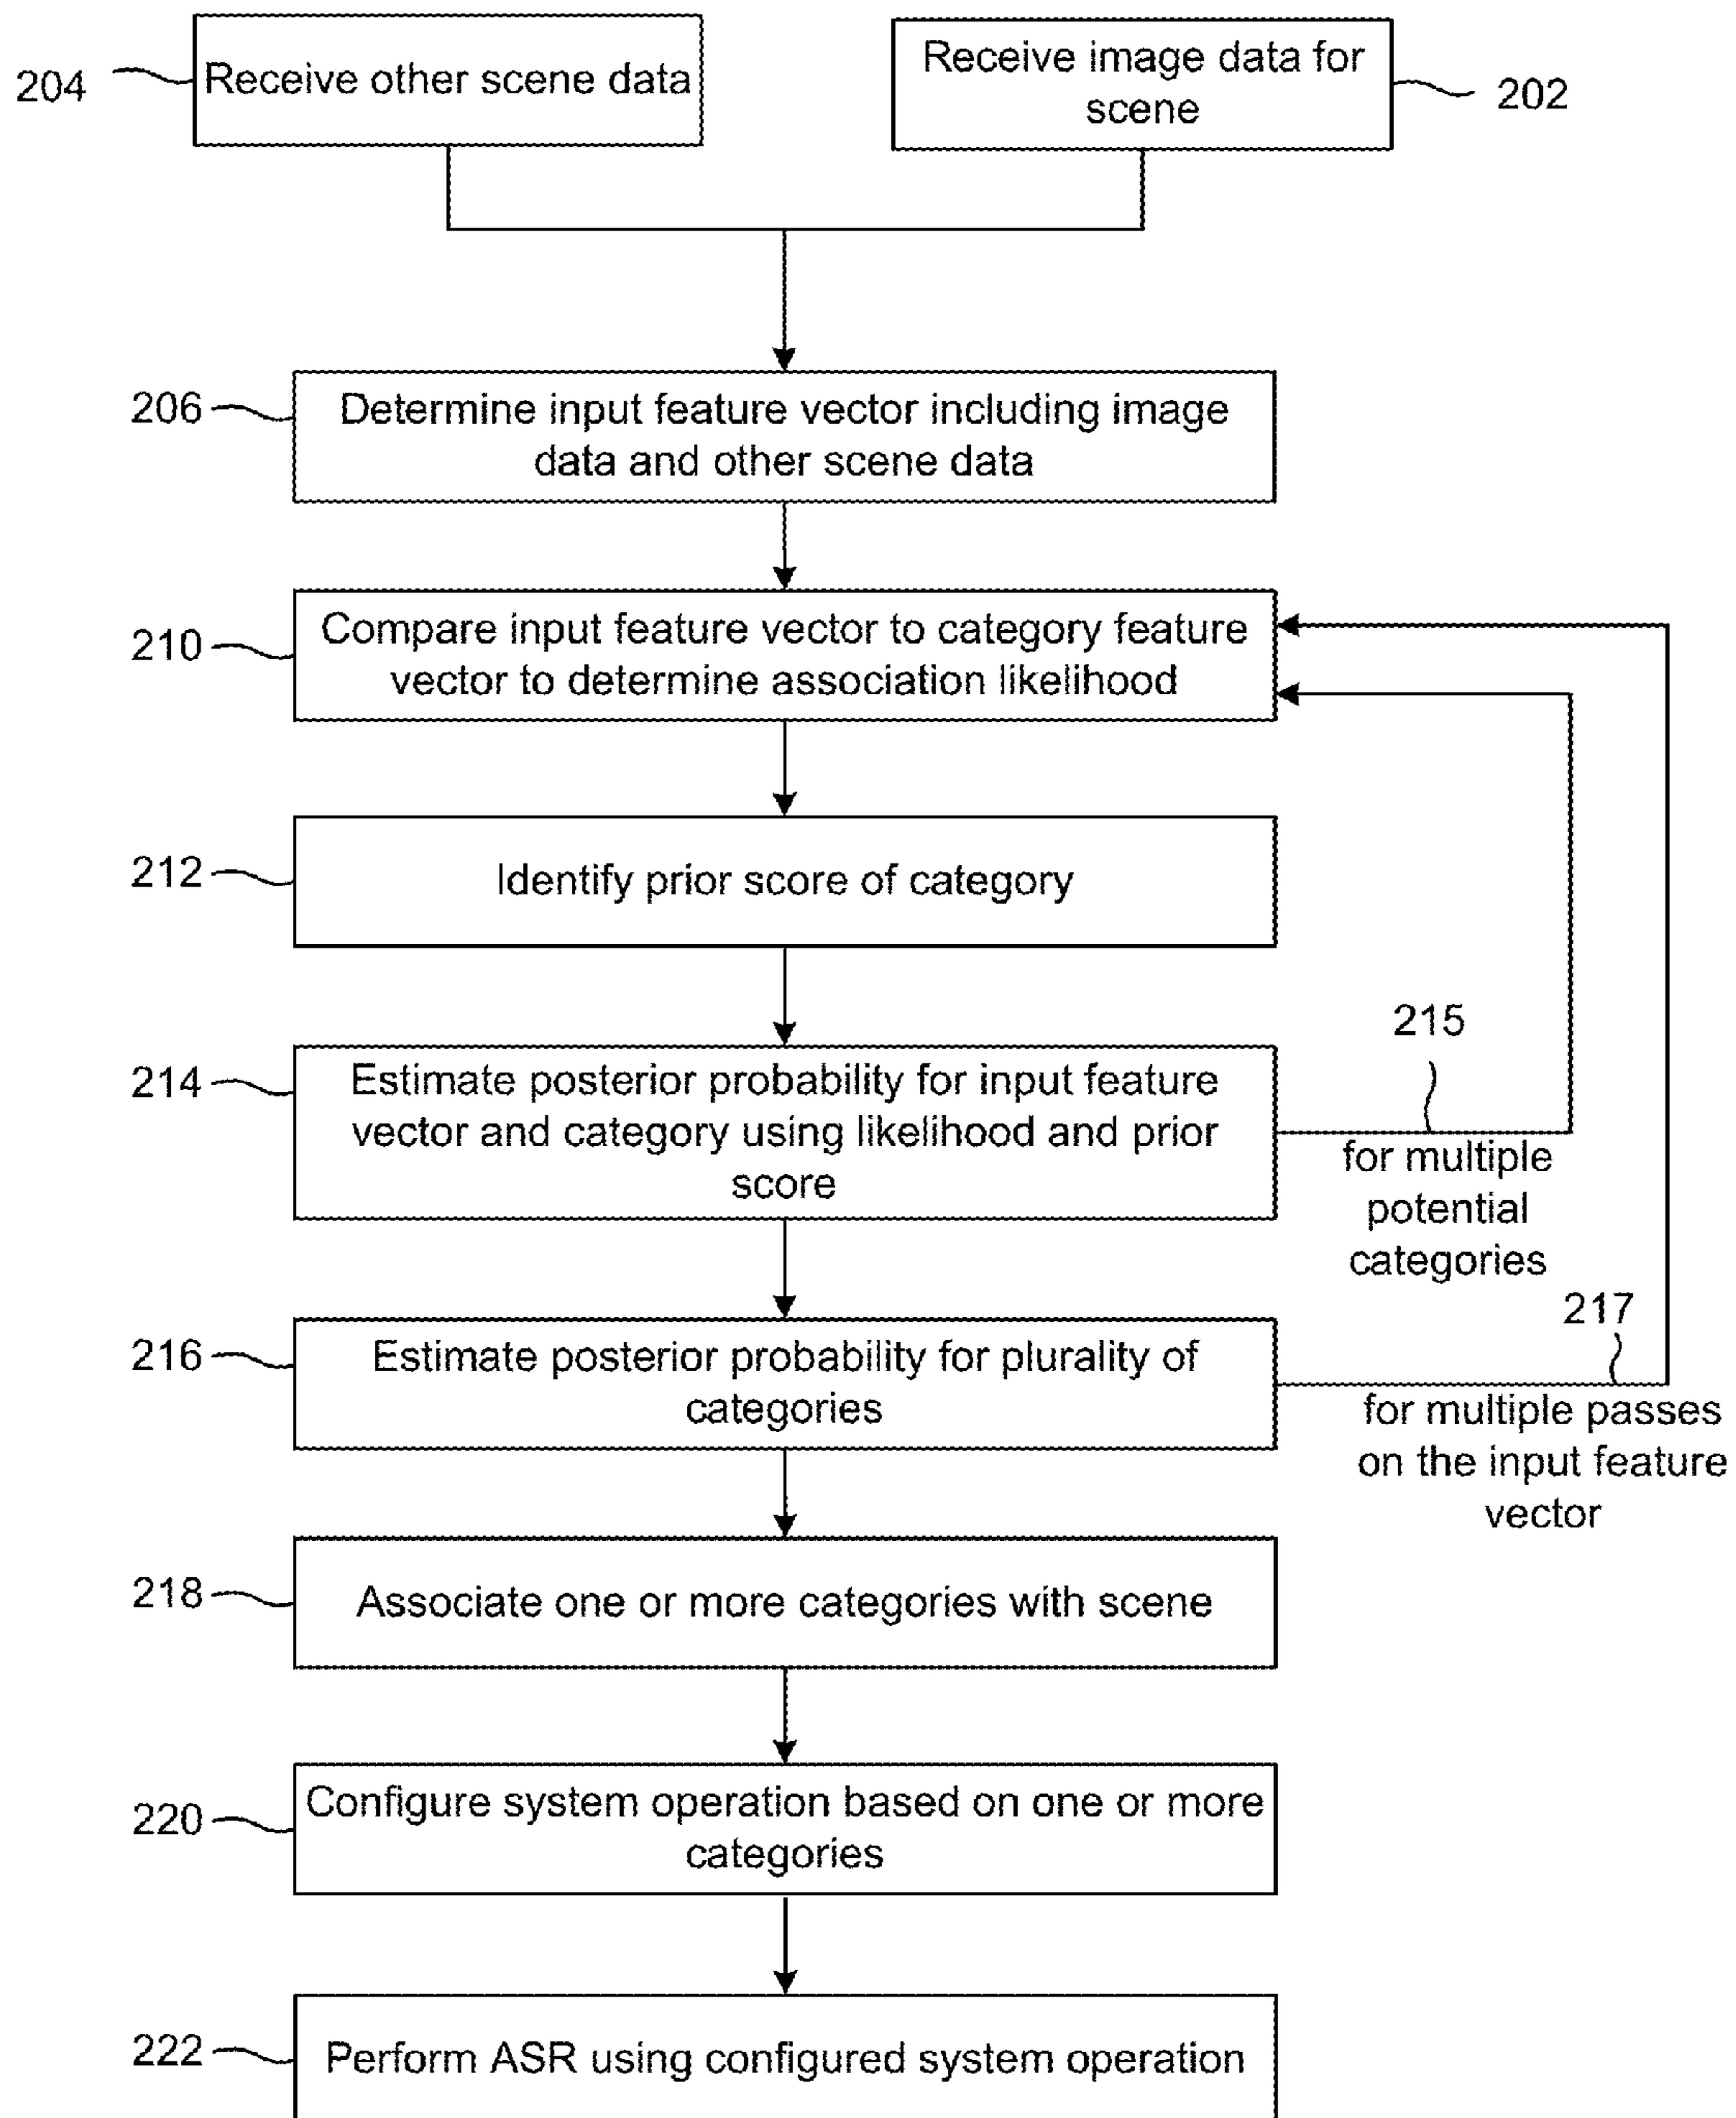 204
Receive other scene data
Receive image data for
scene
202
206
Determine input feature vector including image
data and other scene data
210
Compare input feature vector to category feature
vector to determine association likelihood
212
Identify prior score of category
214
Estimate posterior probability for input feature
vector and category using likelihood and prior
score
215
for multiple
potential
categories
216
Estimate posterior probability for plurality of
categories
217
for multiple passes
on the input feature
vector
218
Associate one or more categories with scene
220
Configure system operation based on one or more
categories
222
Perform ASR using configured system operation